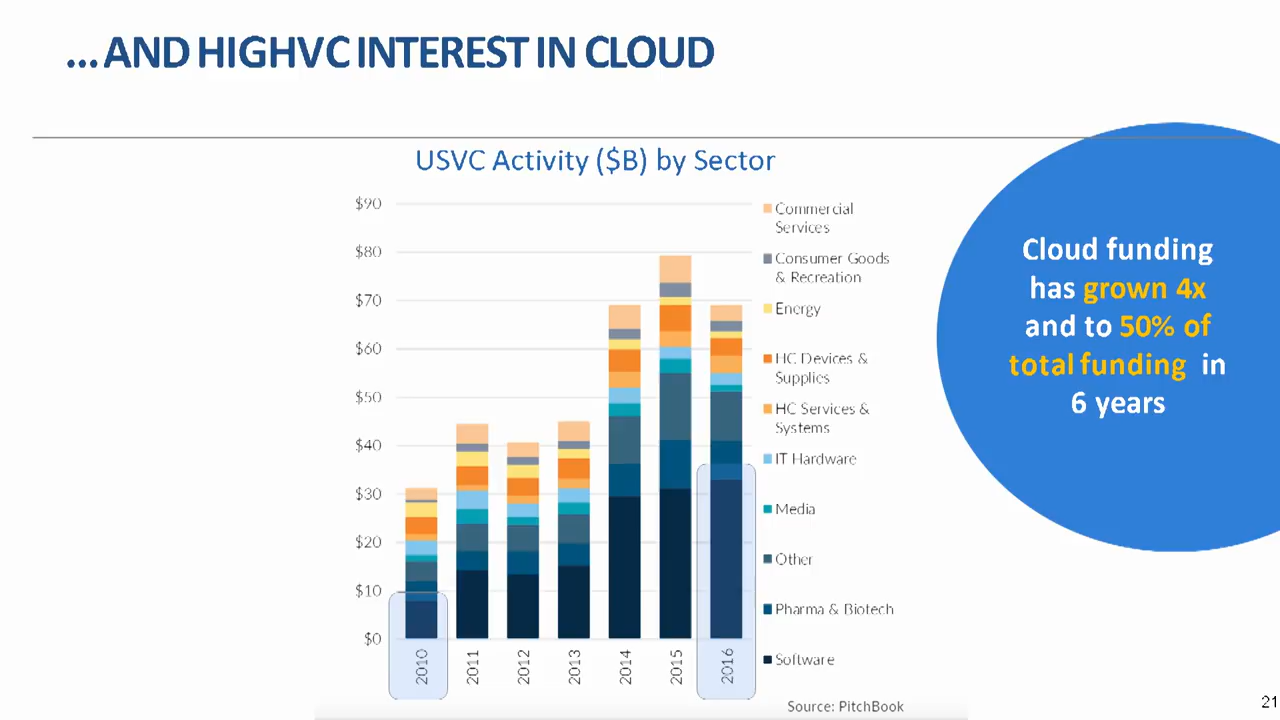 ...AND HIGHVC INTEREST IN CLOUD
USVC Activity ($B) by Sector
$90
$80
$70
$60
$50
$40
$30
$20
$10
$0
2010
2011
2012
2013
2014
2015
2016
Commercial
Services
Consumer Goods
& Recreation
Energy
HC Devices &
Supplies
HC Services &
Systems
IT Hardware
Media
Other
Pharma & Biotech
Software
Source: PitchBook
Cloud funding
has grown 4x
and to 50% of
total funding in
6 years
21